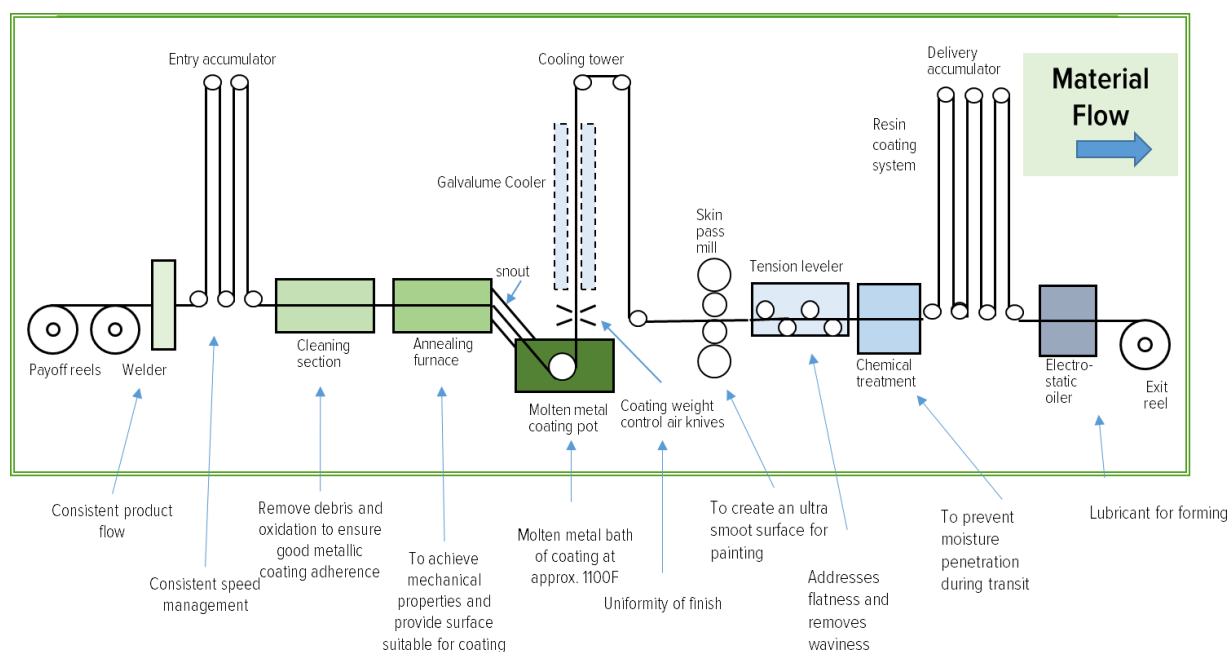 Entry accumulator
Cooling tower
Delivery
accumulator
Material
Flow
Resin
coating
system
Galvalume Cooler
Skin
pass
mill
snout
Tension leveler
Payoff reels
Welder
Cleaning
section
Annealing
furnace
Molten metal
coating pot
Coating weight
control air knives
Chemical
treatment
Electro-
static
oiler
Exit
reel
Consistent product
flow
Consistent speed
management
Remove debris and
oxidation to ensure
good metallic
coating adherence
To achieve
mechanical
properties and
provide surface
suitable for coating
Molten metal bath
of coating at
approx. 1100F
Uniformity of finish
To create an ultra
smoot surface for
painting
Addresses
flatness and
removes
waviness
To prevent
moisture
penetration
during transit
Lubricant for forming